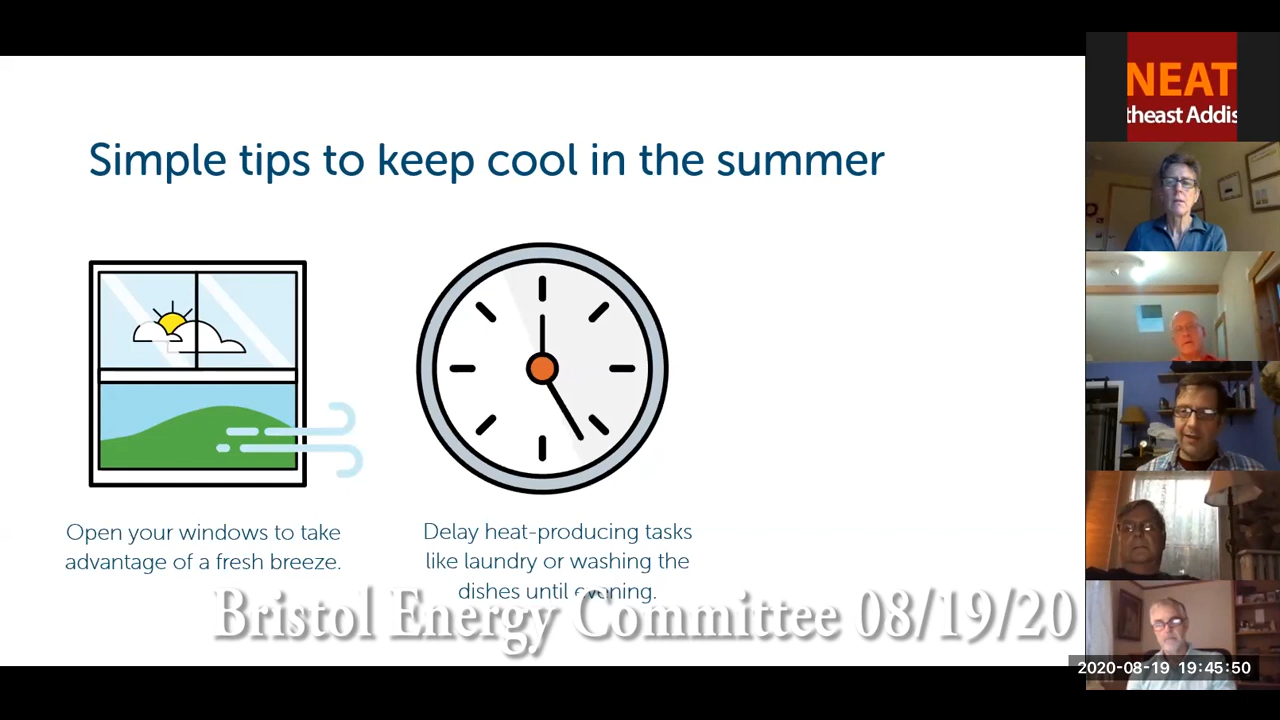 NEAT
theast Addis
Simple tips to keep cool in the summer
Open your windows to take
advantage of a fresh breeze.
Delay heat-producing tasks
like laundry or washing the
dishes until evening.
Bristol Energy Committee 08/19/20
2020-08-19 19:45:50